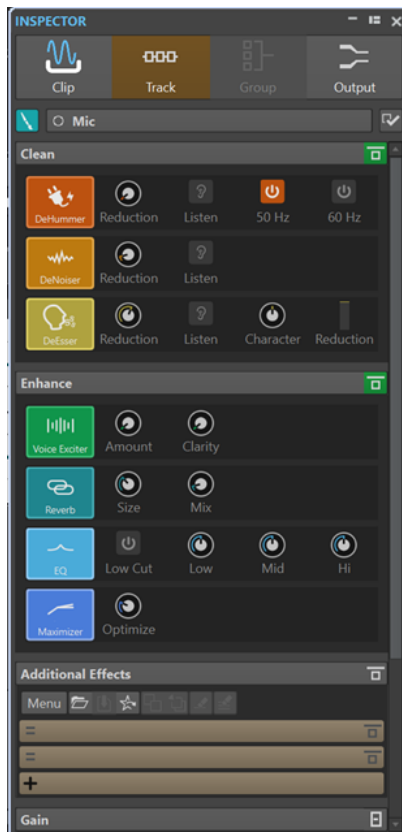 INSPECTOR
Clip Track Group Output
Mic
Clean
DeHummer Reduction Listen 50 Hz 60 Hz
DeNoiser Reduction Listen
DeEsser Reduction Listen Character Reduction
Enhance
Voice Exciter Amount Clarity
Reverb Size Mix
EQ Low Cut Low Mid Hi
Maximizer Optimize
Additional Effects
Menu
Gain